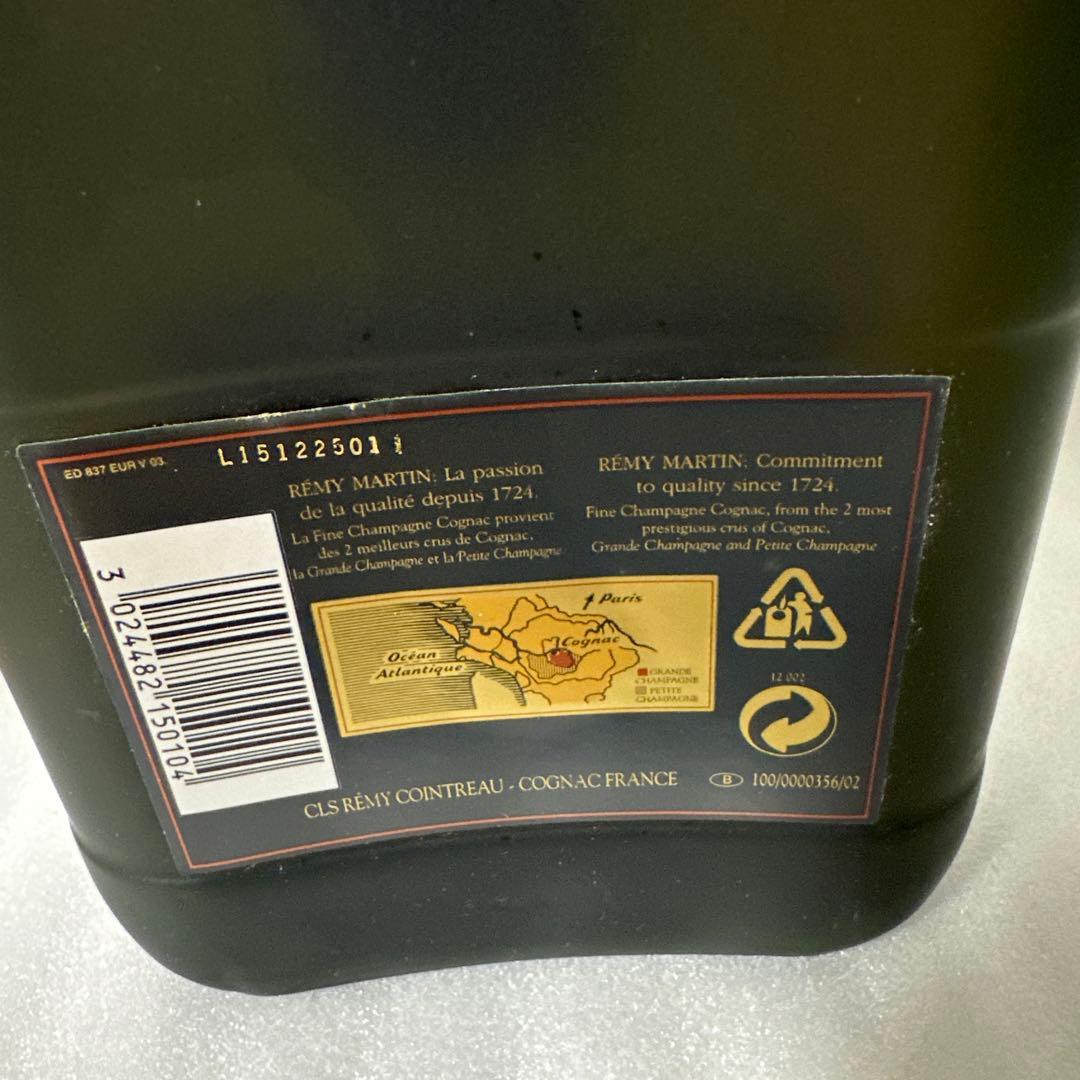 ED 837 EUR V 03.
L151225011
RÉMY MARTIN: La passion
de la qualité depuis 1724.
La Fine Champagne Cognac provient
des 2 meilleurs crus de Cognac,
la Grande Champagne et la Petite Champagne
RÉMY MARTIN: Commitment
to quality since 1724.
Fine Champagne Cognac, from the 2 most
prestigious crus of Cognac,
Grande Champagne and Petite Champagne
3 024482 150104
Paris
Cognac
Océan
Atlantique
GRANDE
CHAMPAGNE
PETITE
CHAMPAGNE
12 002
CLS RÉMY COINTREAU - COGNAC FRANCE
B 100/0000356/02